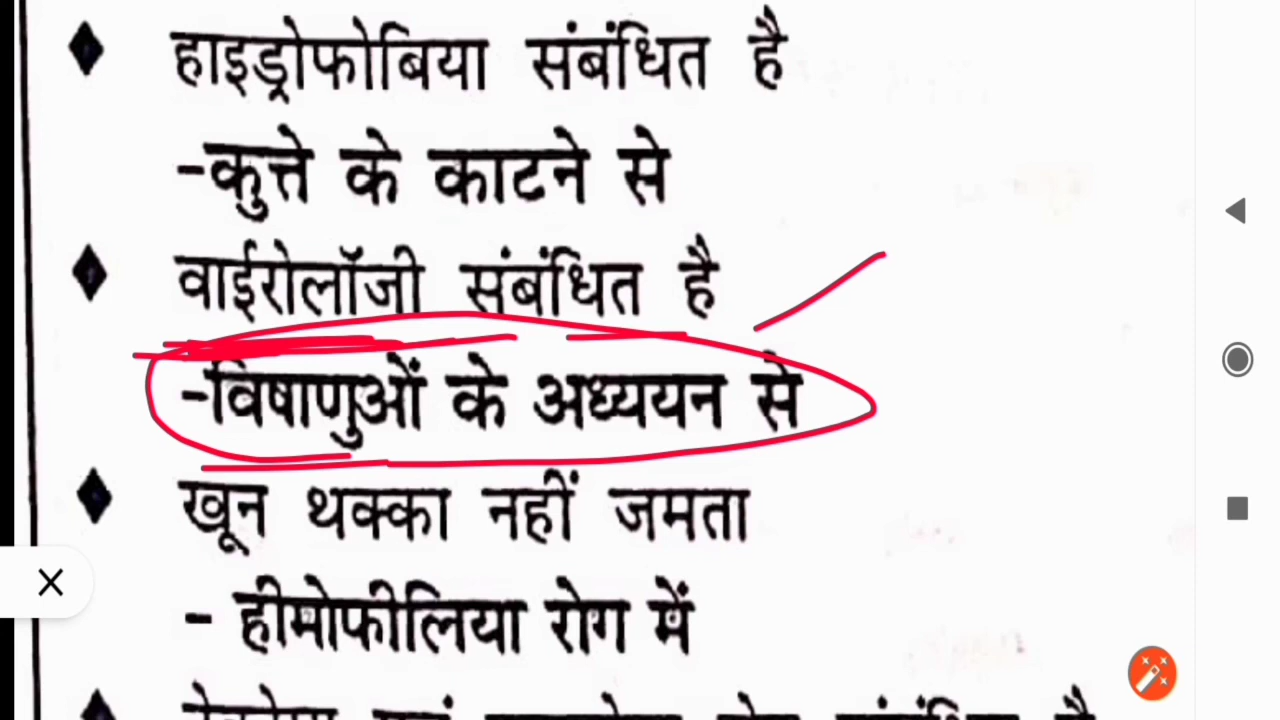 हाइड्रोफोबिया संबंधित है
-कुत्ते के काटने से
वाईरोलॉजी संबंधित है
-विषाणुओं के अध्ययन से
खून थक्का नहीं जमता
- हीमोफीलिया रोग में